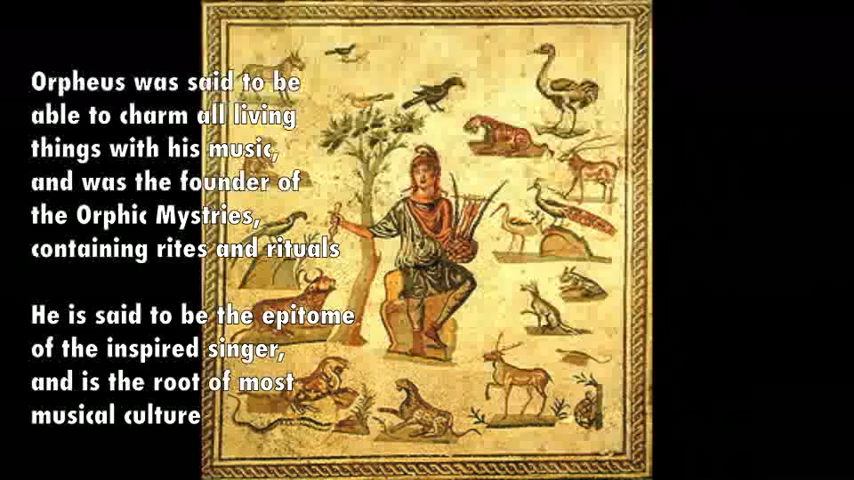 Orpheus was said to be
able to charm all living
things with his music,
and was the founder of
the Orphic Mystries,
containing rites and rituals
He is said to be the epitome
of the inspired singer,
and is the root of most
musical culture